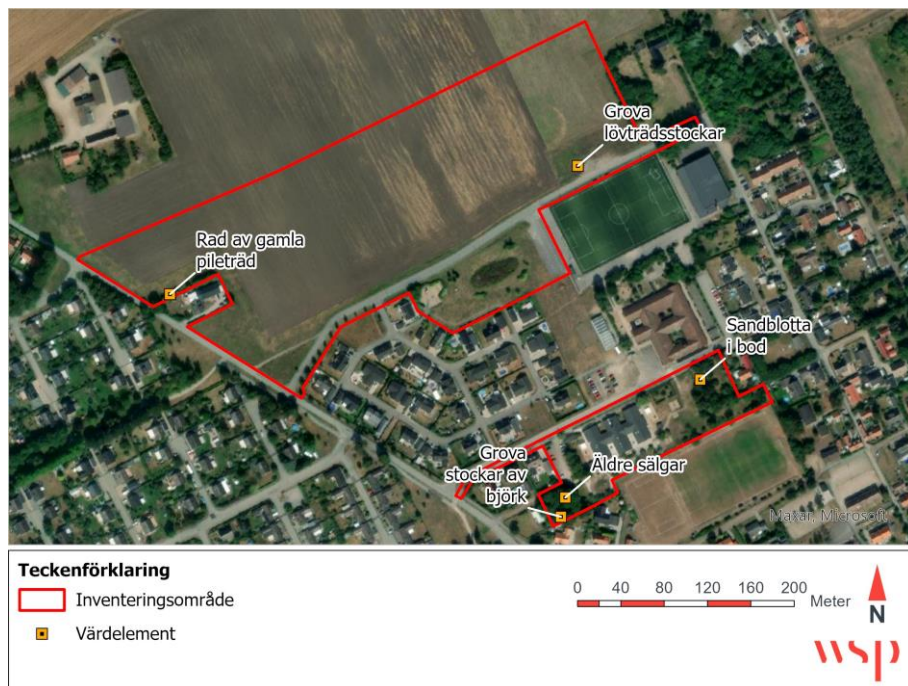 Grova
lövträdsstockar
Rad av gamla
pileträd
Sandblotta
i bod
Grova
stockar av
björk
Äldre sälgar
Maxar, Microsoft
Teckenförklaring
Inventeringsområde
Värdelement
0 40 80 120 160 200 Meter
N
wsp